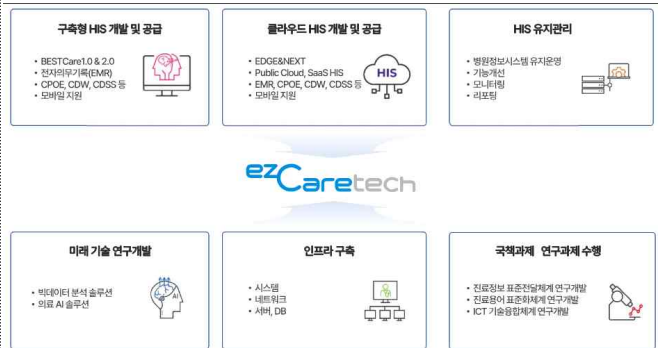 구축형 HIS 개발 및 공급
• BESTCare1.0 & 2.0
• 전자의무기록(EMR)
• CPOE, CDW, CDSS 등
• 모바일 지원
클라우드 HIS 개발 및 공급
• EDGE&NEXT
• Public Cloud, SaaS HIS
• EMR, CPOE, CDW, CDSS 등
• 모바일 지원
HIS
HIS 유지관리
• 병원정보시스템 유지운영
• 기능개선
• 모니터링
• 리포팅
ezCaretech
미래 기술 연구개발
• 빅데이터 분석 솔루션
• 의료 AI 솔루션
AI
인프라 구축
• 시스템
• 네트워크
• 서버, DB
국책과제 연구과제 수행
• 진료정보 표준전달체계 연구개발
• 진료용어 표준화체계 연구개발
• ICT 기술융합체계 연구개발